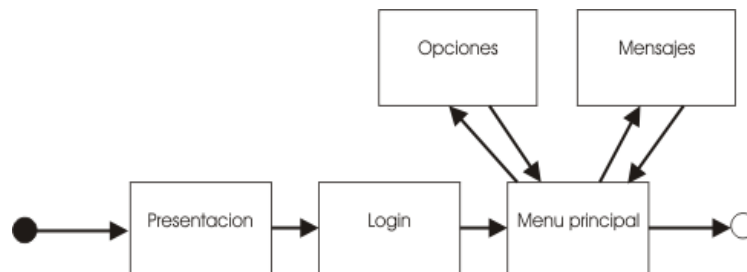 Opciones
Mensajes
Presentacion
Login
Menu principal